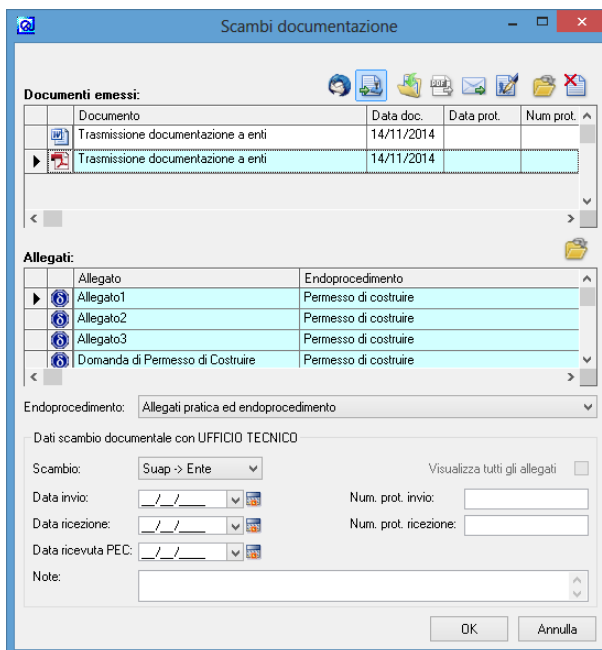 Scambi documentazione
Documenti emessi:
Documento Data doc. Data prot. Num prot.
Trasmissione documentazione a enti 14/11/2014
Trasmissione documentazione a enti 14/11/2014
Allegati:
Allegato Endoprocedimento
Allegato1 Permesso di costruire
Allegato2 Permesso di costruire
Allegato3 Permesso di costruire
Domanda di Permesso di Costruire Permesso di costruire
Endoprocedimento: Allegati pratica ed endoprocedimento
Dati scambio documentale con UFFICIO TECNICO
Scambio: Suap -> Ente Visualizza tutti gli allegati
Data invio: __/__/____ Num. prot. invio:
Data ricezione: __/__/____ Num. prot. ricezione:
Data ricevuta PEC: __/__/____
Note:
OK Annulla